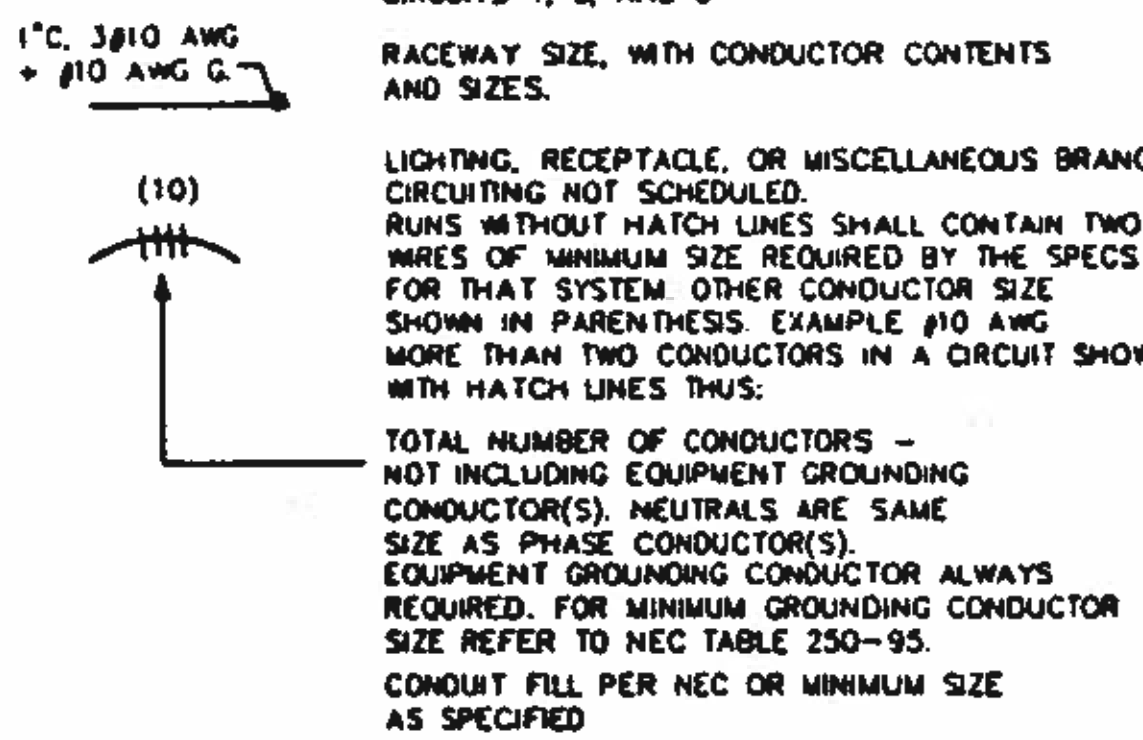 1"C, 3#10 AWG
+ #10 AWG G.
RACEWAY SIZE, WITH CONDUCTOR CONTENTS
AND SIZES.
(10)
LIGHTING, RECEPTACLE, OR MISCELLANEOUS BRANC
CIRCUITING NOT SCHEDULED.
RUNS WITHOUT HATCH LINES SHALL CONTAIN TWO
WIRES OF MINIMUM SIZE REQUIRED BY THE SPECS
FOR THAT SYSTEM. OTHER CONDUCTOR SIZE
SHOWN IN PARENTHESIS. EXAMPLE #10 AWG
MORE THAN TWO CONDUCTORS IN A CIRCUIT SHOW
WITH HATCH LINES THUS:
TOTAL NUMBER OF CONDUCTORS –
NOT INCLUDING EQUIPMENT GROUNDING
CONDUCTOR(S). NEUTRALS ARE SAME
SIZE AS PHASE CONDUCTOR(S).
EQUIPMENT GROUNDING CONDUCTOR ALWAYS
REQUIRED. FOR MINIMUM GROUNDING CONDUCTOR
SIZE REFER TO NEC TABLE 250-95.
CONDUIT FILL PER NEC OR MINIMUM SIZE
AS SPECIFIED